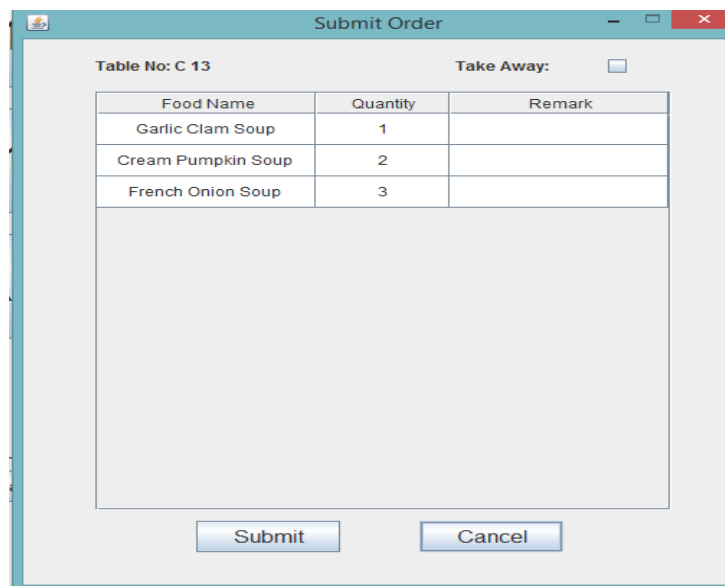 Submit Order
Table No: C 13 Take Away:
Food Name Quantity Remark
Garlic Clam Soup 1
Cream Pumpkin Soup 2
French Onion Soup 3
Submit Cancel